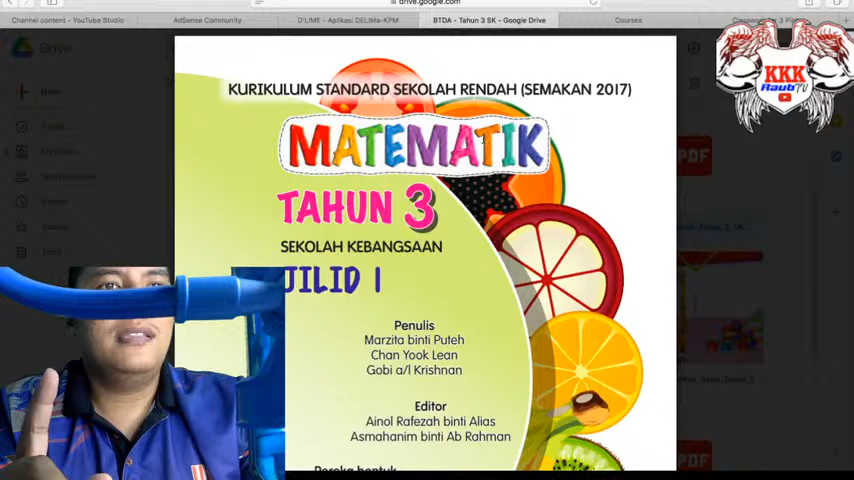 drive.google.com
Channel content - YouTube Studio
AdSense Community
D'LIME - Aplikasi DELIMa-KPM
BTDA - Tahun 3 SK - Google Drive
Courses
Drive
KKK
RaubTV
KURIKULUM STANDARD SEKOLAH RENDAH (SEMAKAN 2017)
MATEMATIK
TAHUN 3
SEKOLAH KEBANGSAAN
JILID 1
Penulis
Marzita binti Puteh
Chan Yook Lean
Gobi a/l Krishnan
Editor
Ainol Rafezah binti Alias
Asmahanim binti Ab Rahman
PDF
PDF